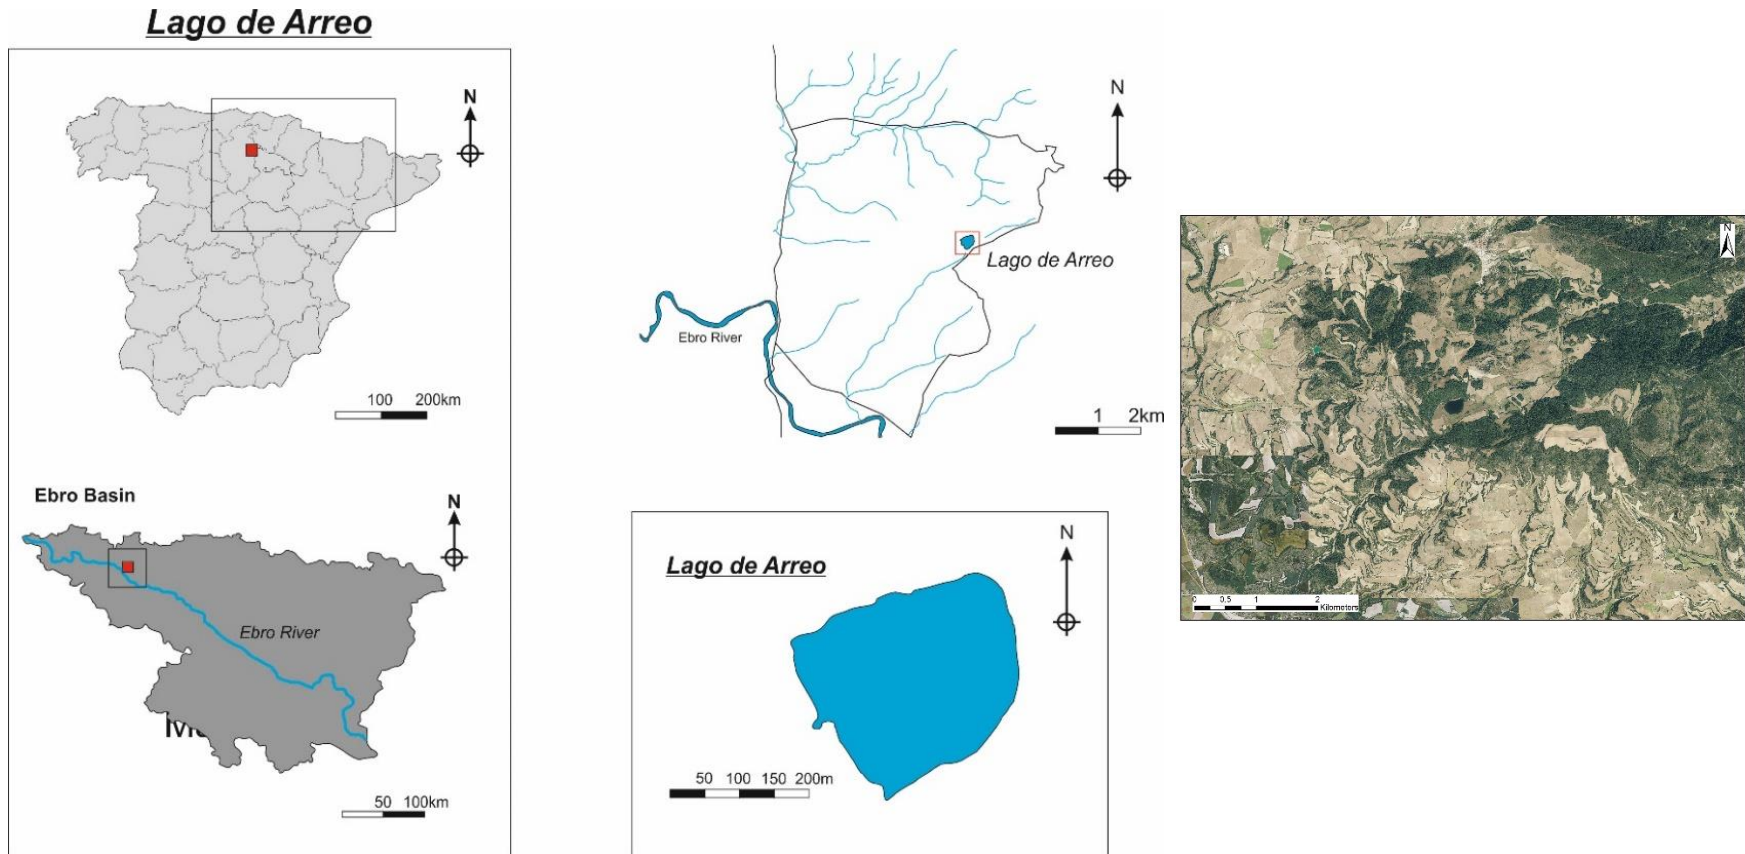 Lago de Arreo
N
100 200km
Ebro Basin
N
Ebro River
50 100km
N
Lago de Arreo
Ebro River
1 2km
Lago de Arreo
N
50 100 150 200m
N
0 0.5 1 2
Kilometers